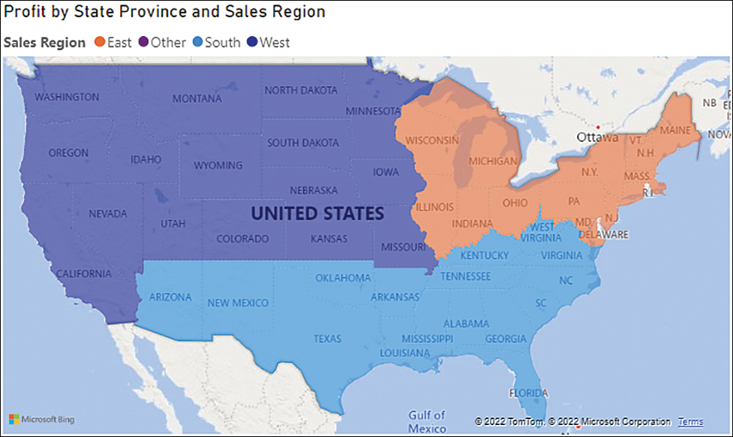 Profit by State Province and Sales Region
Sales Region East Other South West
WASHINGTON
MONTANA
NORTH DAKOTA
MINNESOTA
OREGON
IDAHO
WYOMING
SOUTH DAKOTA
WISCONSIN
MICHIGAN
Ottawa
MAINE
NB
VT.
N.H.
NOV
NEVADA
UTAH
NEBRASKA
IOWA
ILLINOIS
INDIANA
OHIO
N.Y.
MASS.
R.I.
PA
N.J.
UNITED STATES
COLORADO
KANSAS
MISSOURI
WEST
VIRGINIA
MD
DELAWARE
CALIFORNIA
KENTUCKY
VIRGINIA
ARIZONA
NEW MEXICO
OKLAHOMA
ARKANSAS
TENNESSEE
NC
SC
TEXAS
MISSISSIPPI
ALABAMA
GEORGIA
LOUISIANA
FLORIDA
Gulf of
Mexico
Microsoft Bing
© 2022 TomTom, © 2022 Microsoft Corporation Terms